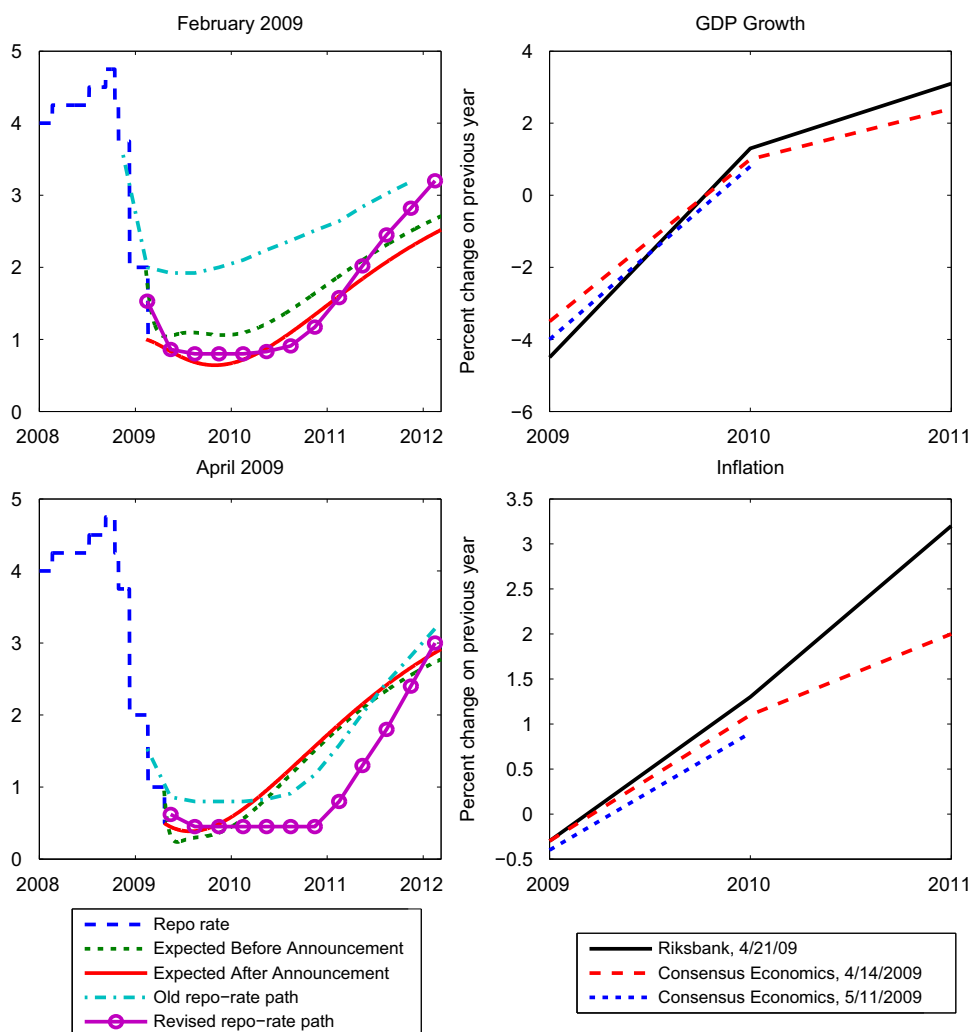 February 2009
5
4
3
2
1
0
2008 2009 2010 2011 2012
GDP Growth
Percent change on previous year
4
2
0
−2
−4
−6
2009 2010 2011
April 2009
5
4
3
2
1
0
2008 2009 2010 2011 2012
Inflation
Percent change on previous year
3.5
3
2.5
2
1.5
1
0.5
0
−0.5
2009 2010 2011
Repo rate
Expected Before Announcement
Expected After Announcement
Old repo−rate path
Revised repo−rate path
Riksbank, 4/21/09
Consensus Economics, 4/14/2009
Consensus Economics, 5/11/2009